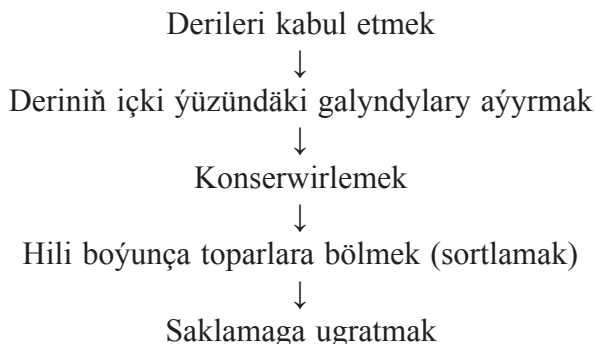 Derileri kabul etmek
↓
Deriniň içki ýüzündäki galyndylary aýyrmak
↓
Konserwirlemek
↓
Hili boýunça toparlara bölmek (sortlamak)
↓
Saklamaga ugratmak